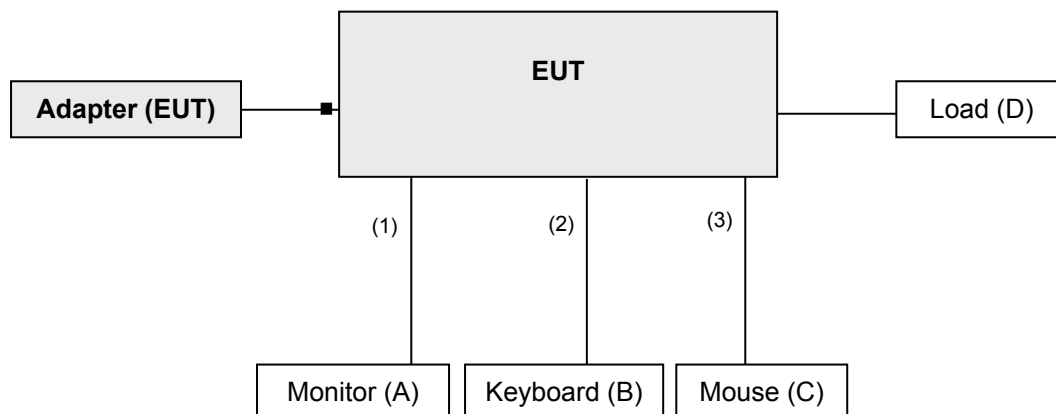 EUT
Adapter (EUT)
Load (D)
(1)
(2)
(3)
Monitor (A)
Keyboard (B)
Mouse (C)